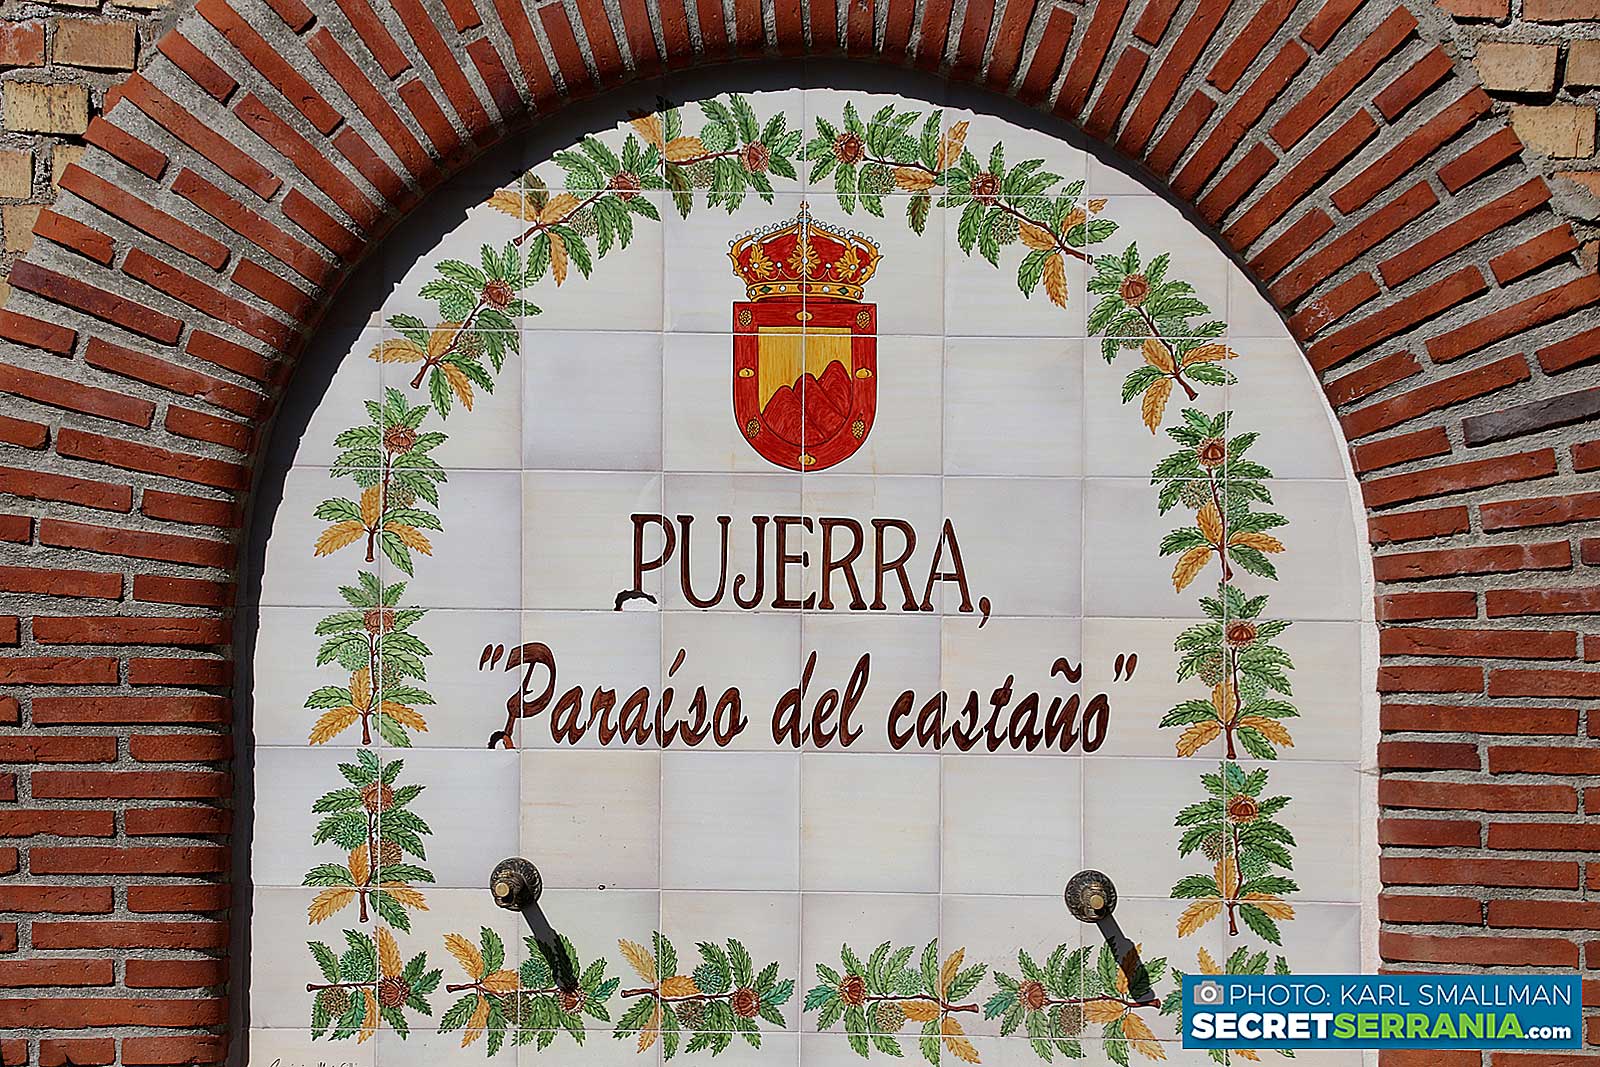 PUJERRA,
"Paraíso del castaño"
PHOTO: KARL SMALLMAN
SECRETSERRANIA.com